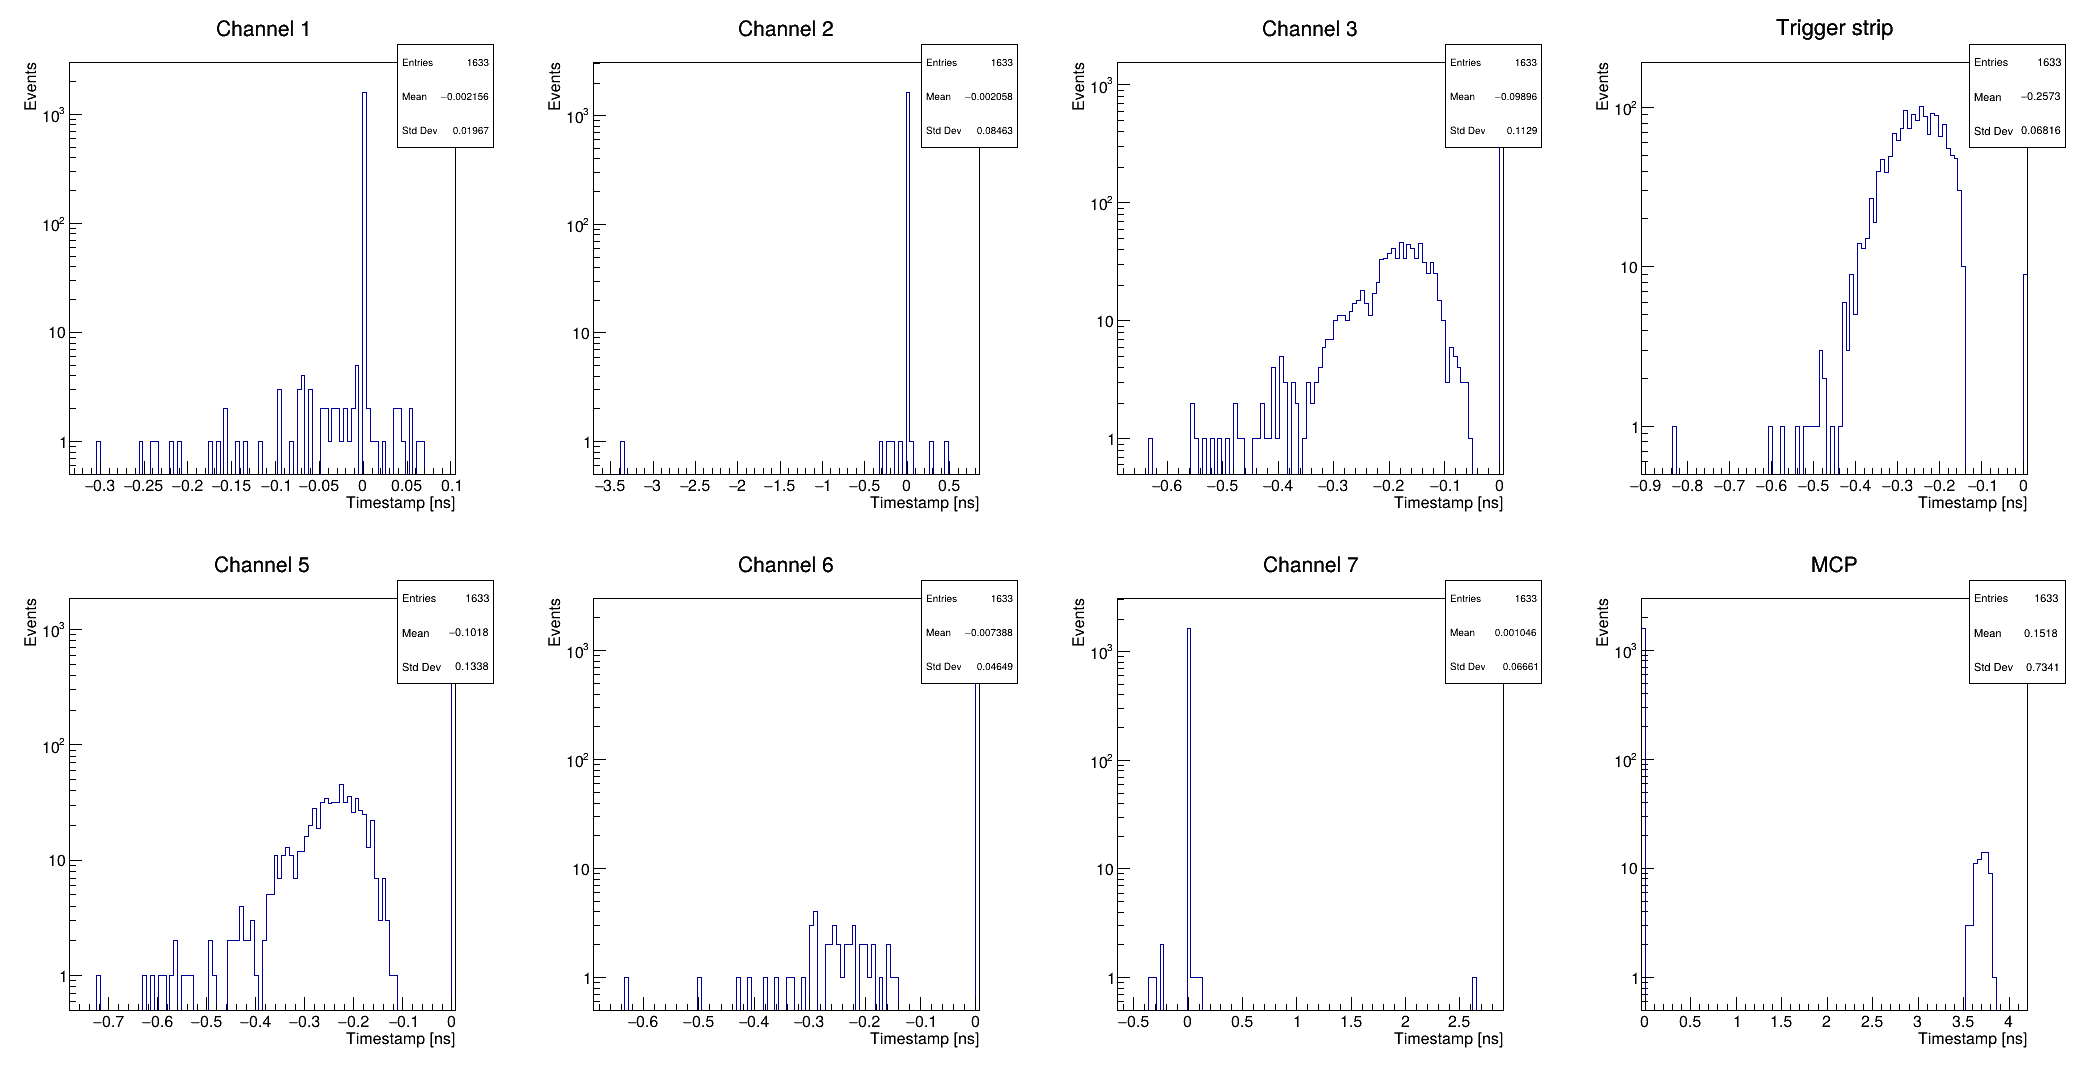 Channel 1
Entries 1633
Mean −0.002156
Std Dev 0.01967
Events
10³
10²
10
1
−0.3 −0.25 −0.2 −0.15 −0.1 −0.05 0 0.05 0.1
Timestamp [ns]
Channel 2
Entries 1633
Mean −0.002058
Std Dev 0.08463
Events
10³
10²
10
1
−3.5 −3 −2.5 −2 −1.5 −1 −0.5 0 0.5
Timestamp [ns]
Channel 3
Entries 1633
Mean −0.09896
Std Dev 0.1129
Events
10³
10²
10
1
−0.6 −0.5 −0.4 −0.3 −0.2 −0.1 0
Timestamp [ns]
Trigger strip
Entries 1633
Mean −0.2573
Std Dev 0.06816
Events
10²
10
1
−0.9 −0.8 −0.7 −0.6 −0.5 −0.4 −0.3 −0.2 −0.1 0
Timestamp [ns]
Channel 5
Entries 1633
Mean −0.1018
Std Dev 0.1338
Events
10³
10²
10
1
−0.7 −0.6 −0.5 −0.4 −0.3 −0.2 −0.1 0
Timestamp [ns]
Channel 6
Entries 1633
Mean −0.007388
Std Dev 0.04649
Events
10³
10²
10
1
−0.6 −0.5 −0.4 −0.3 −0.2 −0.1 0
Timestamp [ns]
Channel 7
Entries 1633
Mean 0.001046
Std Dev 0.06661
Events
10³
10²
10
1
−0.5 0 0.5 1 1.5 2 2.5
Timestamp [ns]
MCP
Entries 1633
Mean 0.1518
Std Dev 0.7341
Events
10³
10²
10
1
0 0.5 1 1.5 2 2.5 3 3.5 4
Timestamp [ns]